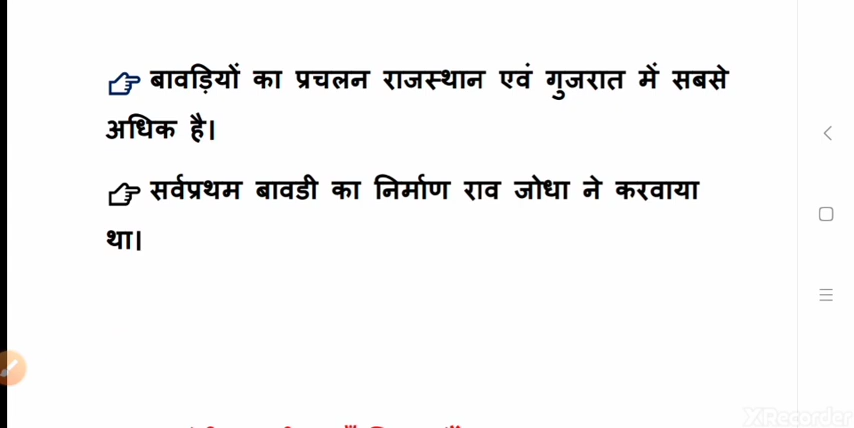 बावड़ियों का प्रचलन राजस्थान एवं गुजरात में सबसे
अधिक है।
सर्वप्रथम बावडी का निर्माण राव जोधा ने करवाया
था।
XRecorder